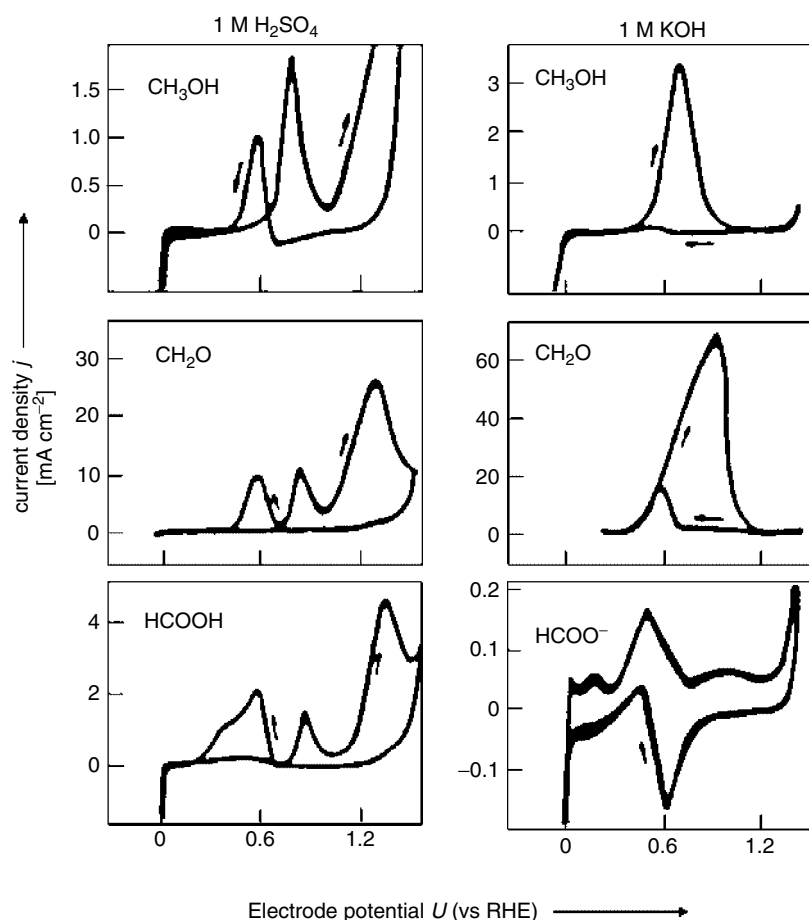 1 M H₂SO₄
1 M KOH
current density j
[mA cm⁻²]
CH₃OH
1.5
1.0
0.5
0
CH₃OH
3
2
1
0
CH₂O
30
20
10
0
CH₂O
60
40
20
0
HCOOH
4
2
0
0 0.6 1.2
HCOO⁻
0.2
0.1
0
−0.1
0 0.6 1.2
Electrode potential U (vs RHE)